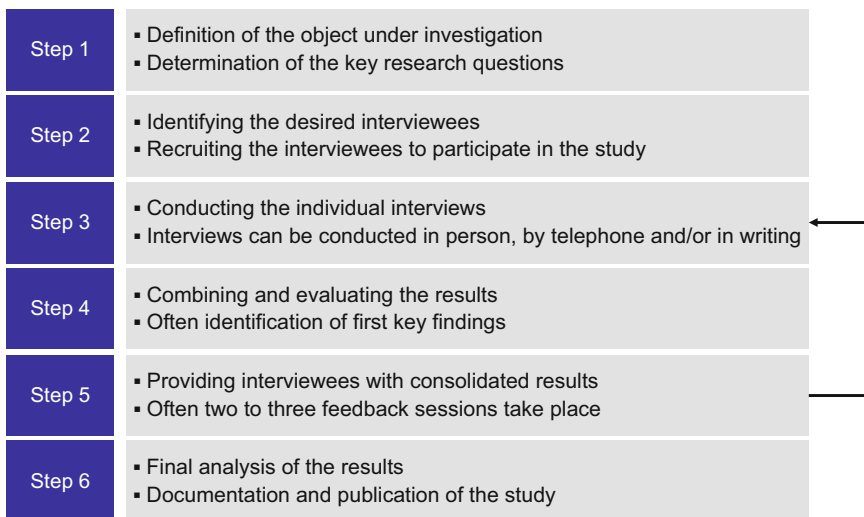 Step 1
▪ Definition of the object under investigation
▪ Determination of the key research questions
Step 2
▪ Identifying the desired interviewees
▪ Recruiting the interviewees to participate in the study
Step 3
▪ Conducting the individual interviews
▪ Interviews can be conducted in person, by telephone and/or in writing
Step 4
▪ Combining and evaluating the results
▪ Often identification of first key findings
Step 5
▪ Providing interviewees with consolidated results
▪ Often two to three feedback sessions take place
Step 6
▪ Final analysis of the results
▪ Documentation and publication of the study